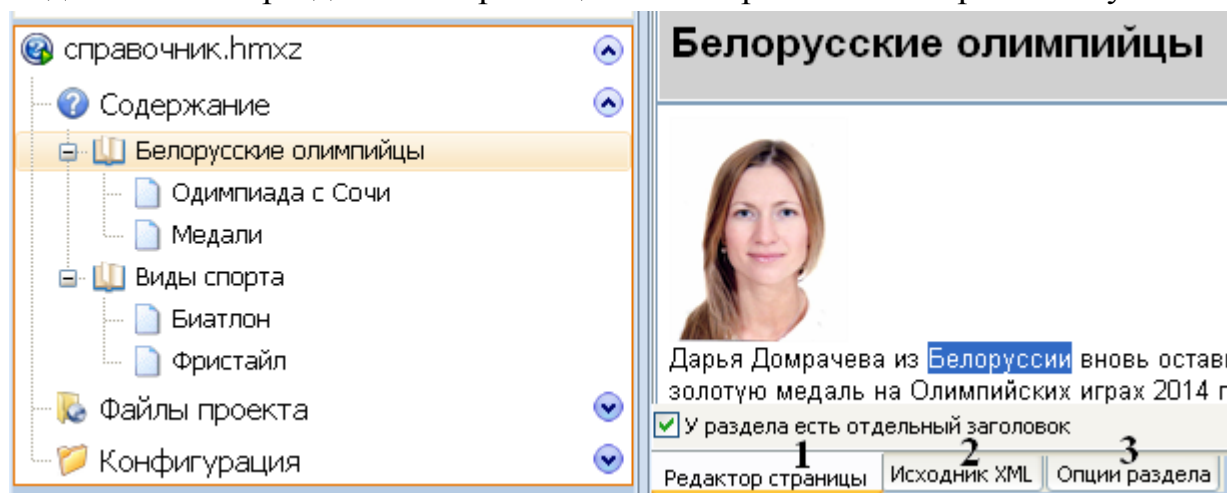 справочник.hmxz
Содержание
Белорусские олимпийцы
Одимпиада с Сочи
Медали
Виды спорта
Биатлон
Фристайл
Файлы проекта
Конфигурация
Белорусские олимпийцы
Дарья Домрачева из Белоруссии вновь
золотую медаль на Олимпийских играх 2014
У раздела есть отдельный заголовок
1 2 3
Редактор страницы Исходник XML Опции раздела